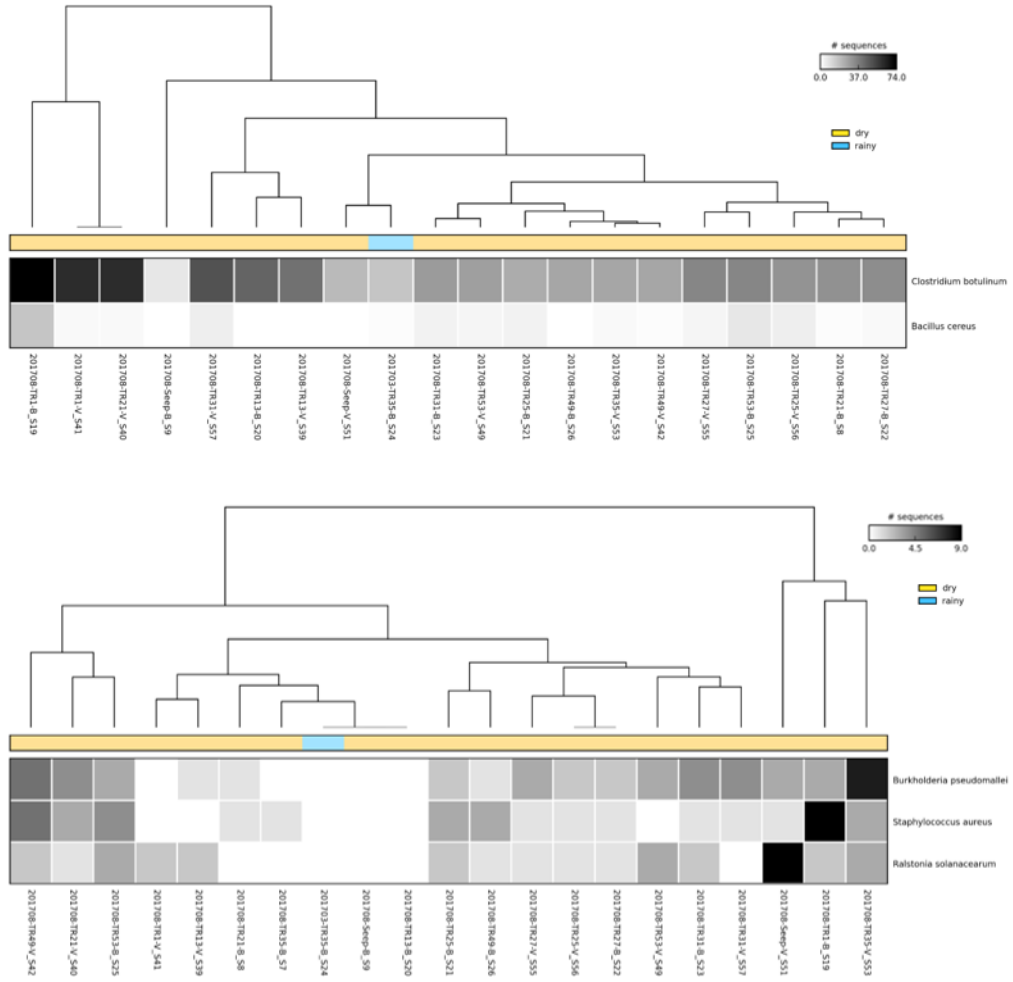 # sequences
0.0 37.0 74.0
dry
rainy
Clostridium botulinum
Bacillus cereus
201708-TR1-B_S19
201708-TR1-V_S41
201708-TR21-V_S40
201708-Seep-B_S9
201708-TR31-V_S57
201708-TR13-B_S20
201708-TR13-V_S39
201708-Seep-V_S51
201703-TR35-B_S24
201708-TR31-B_S23
201708-TR53-V_S49
201708-TR25-B_S21
201708-TR49-B_S26
201708-TR35-V_S53
201708-TR49-V_S42
201708-TR27-V_S55
201708-TR53-B_S25
201708-TR25-V_S56
201708-TR21-B_S8
201708-TR27-B_S22
# sequences
0.0 4.5 9.0
dry
rainy
Burkholderia pseudomallei
Staphylococcus aureus
Ralstonia solanacearum
201708-TR49-V_S42
201708-TR21-V_S40
201708-TR53-B_S25
201708-TR1-V_S41
201708-TR13-V_S39
201708-TR21-B_S8
201708-TR35-B_S7
201703-TR35-B_S24
201708-Seep-B_S9
201708-TR13-B_S20
201708-TR25-B_S21
201708-TR49-B_S26
201708-TR27-V_S55
201708-TR25-V_S56
201708-TR27-B_S22
201708-TR53-V_S49
201708-TR31-B_S23
201708-TR31-V_S57
201708-Seep-V_S51
201708-TR1-B_S19
201708-TR35-V_S53